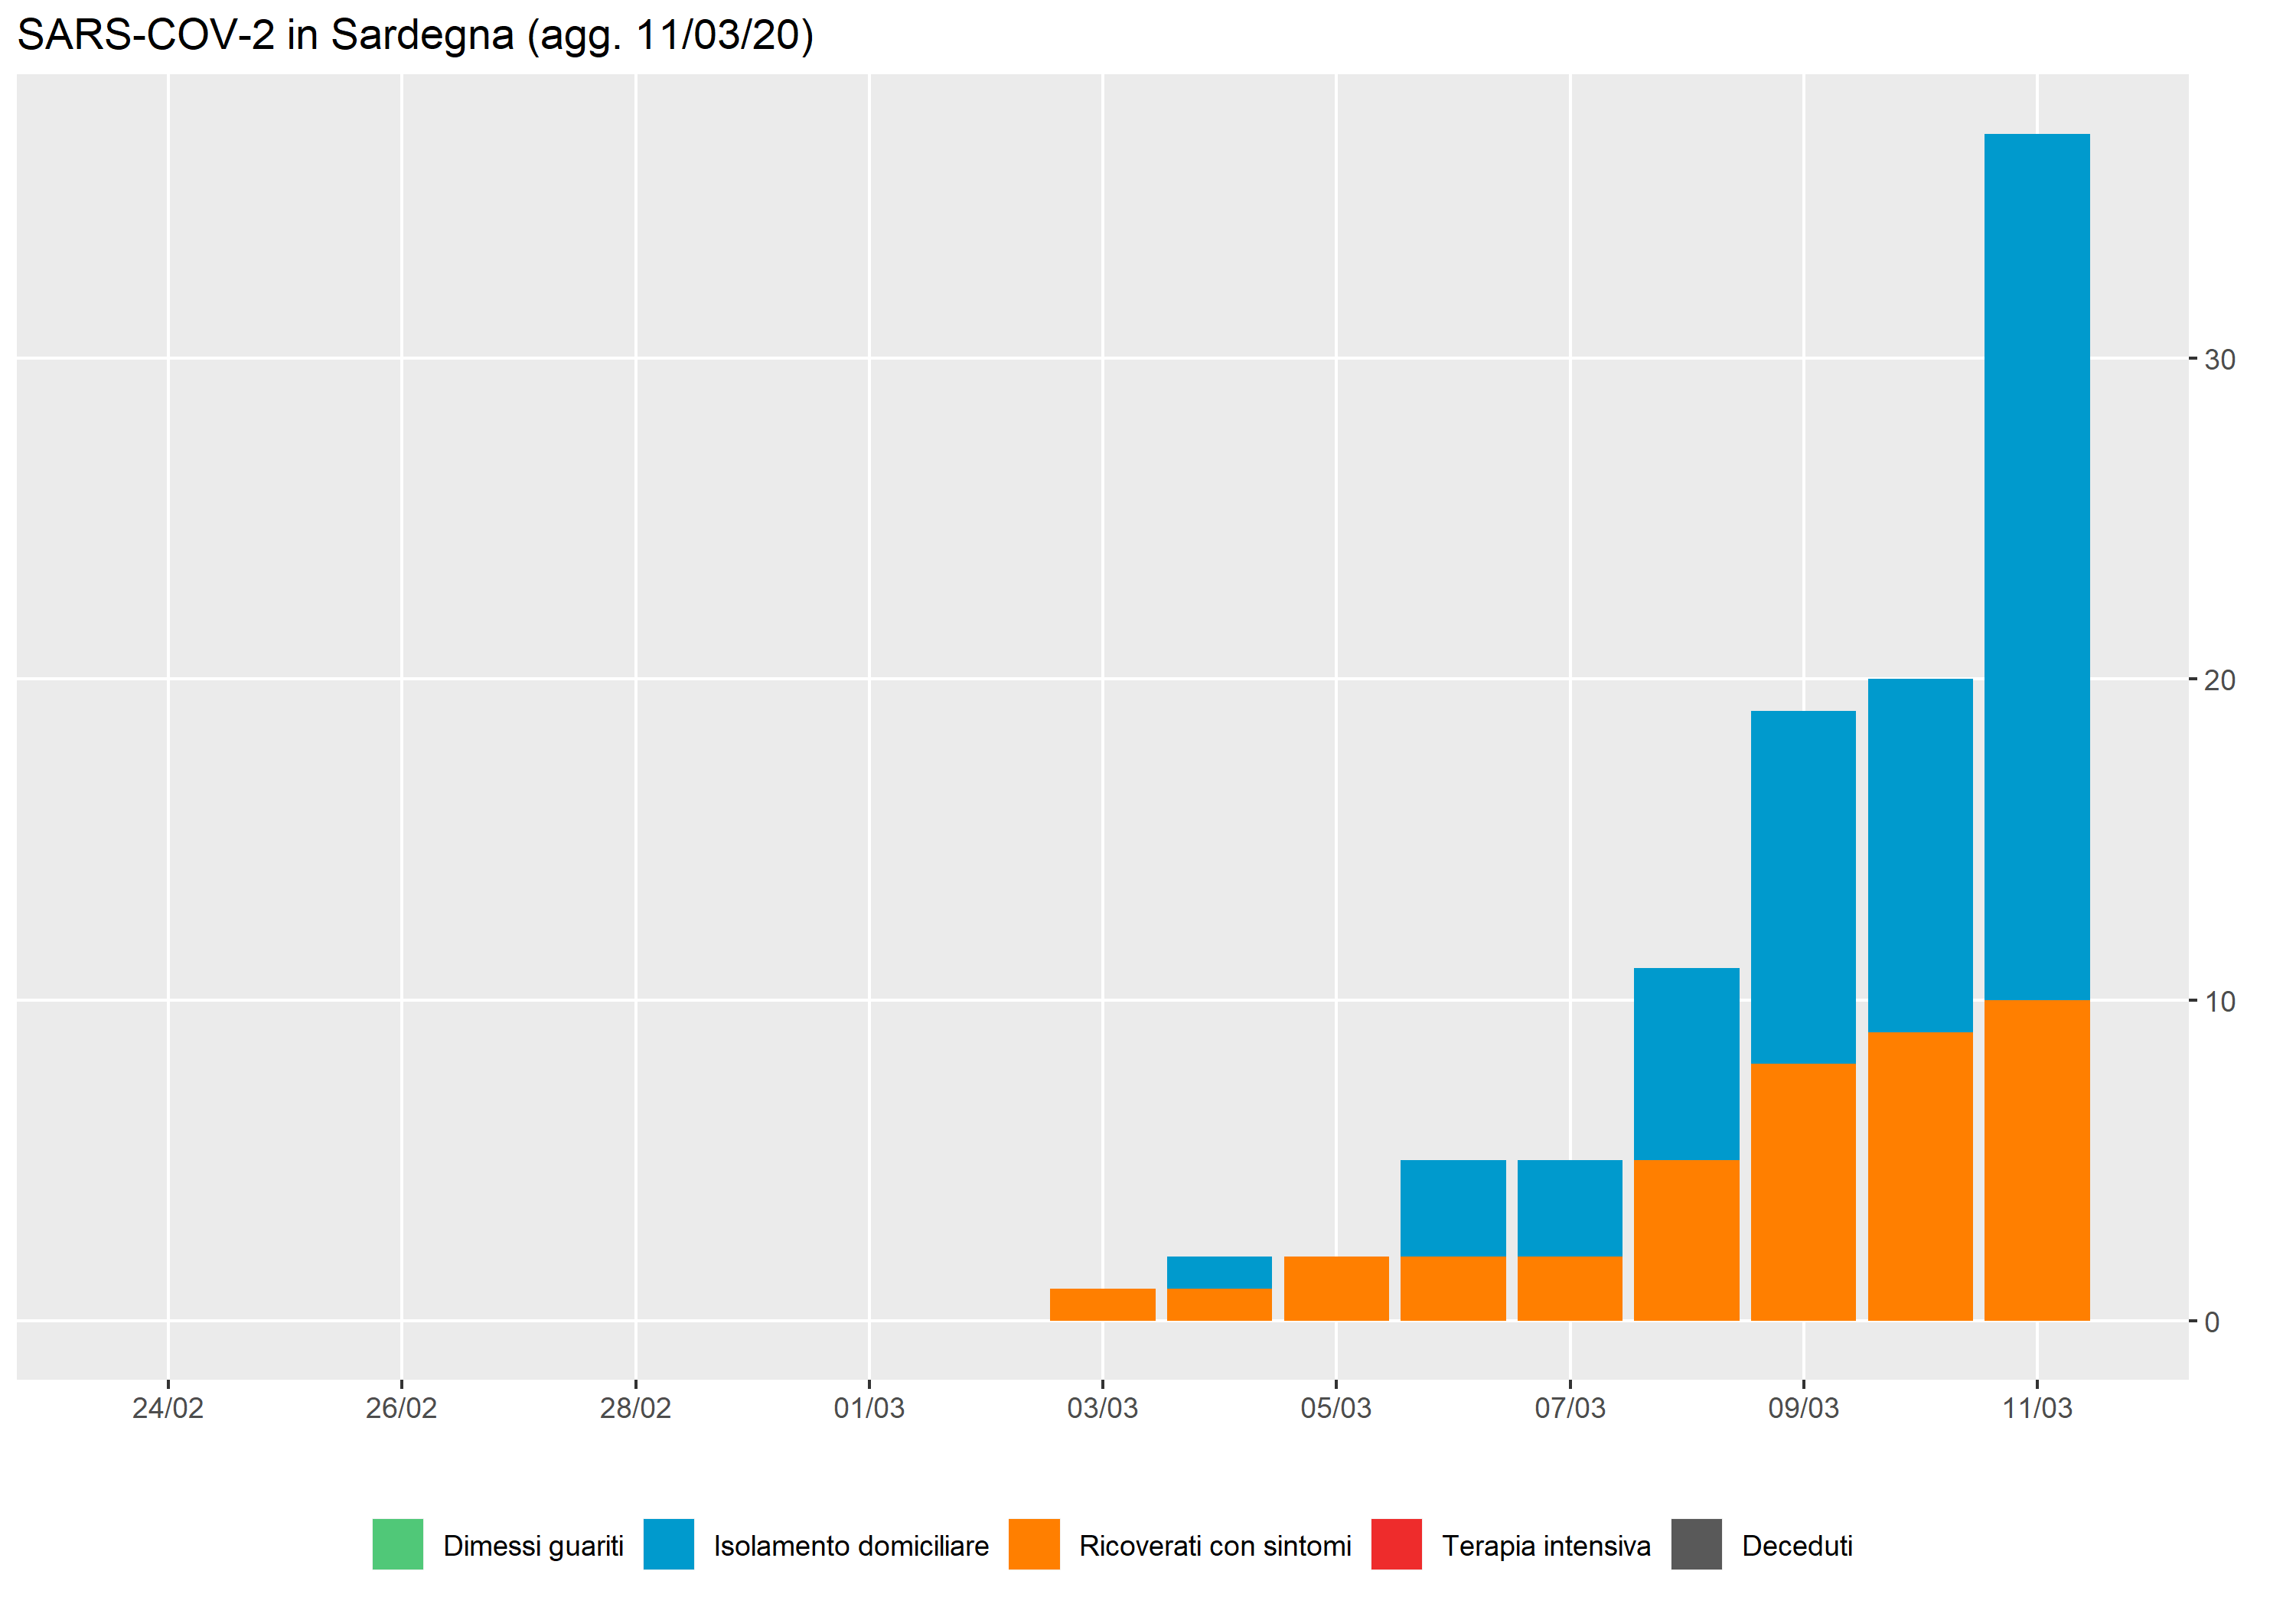 SARS-COV-2 in Sardegna (agg. 11/03/20)
30
20
10
0
24/02 26/02 28/02 01/03 03/03 05/03 07/03 09/03 11/03
Dimessi guariti Isolamento domiciliare Ricoverati con sintomi Terapia intensiva Deceduti